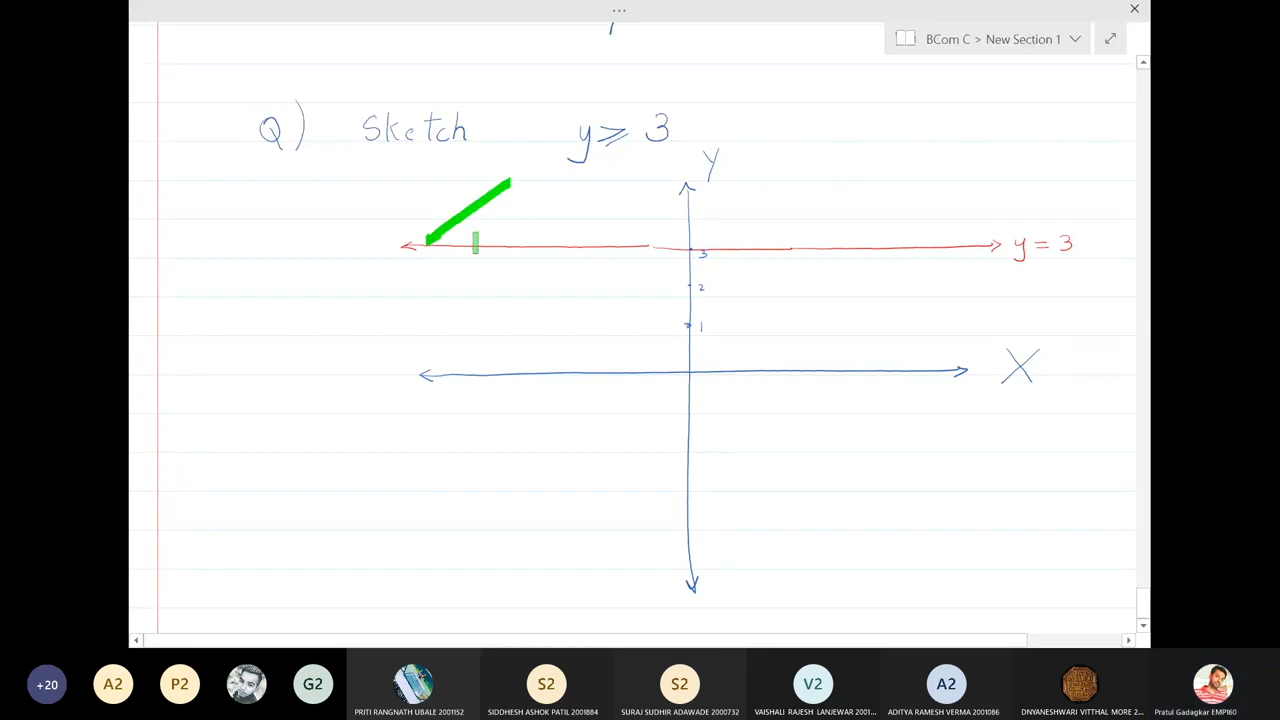 BCom C > New Section 1
Q) Sketch y ⩾ 3
Y
y = 3
3
2
1
X
+20
A2
P2
G2
S2
S2
V2
A2
PRITI RANGNATH UBALE 2001152
SIDDHESH ASHOK PATIL 2001884
SURAJ SUDHIR ADAWADE 2000732
VAISHALI RAJESH LANJEWAR 2001...
ADITYA RAMESH VERMA 2001086
DNYANESHWARI VITTHAL MORE 2...
Pratul Gadagkar EMP160